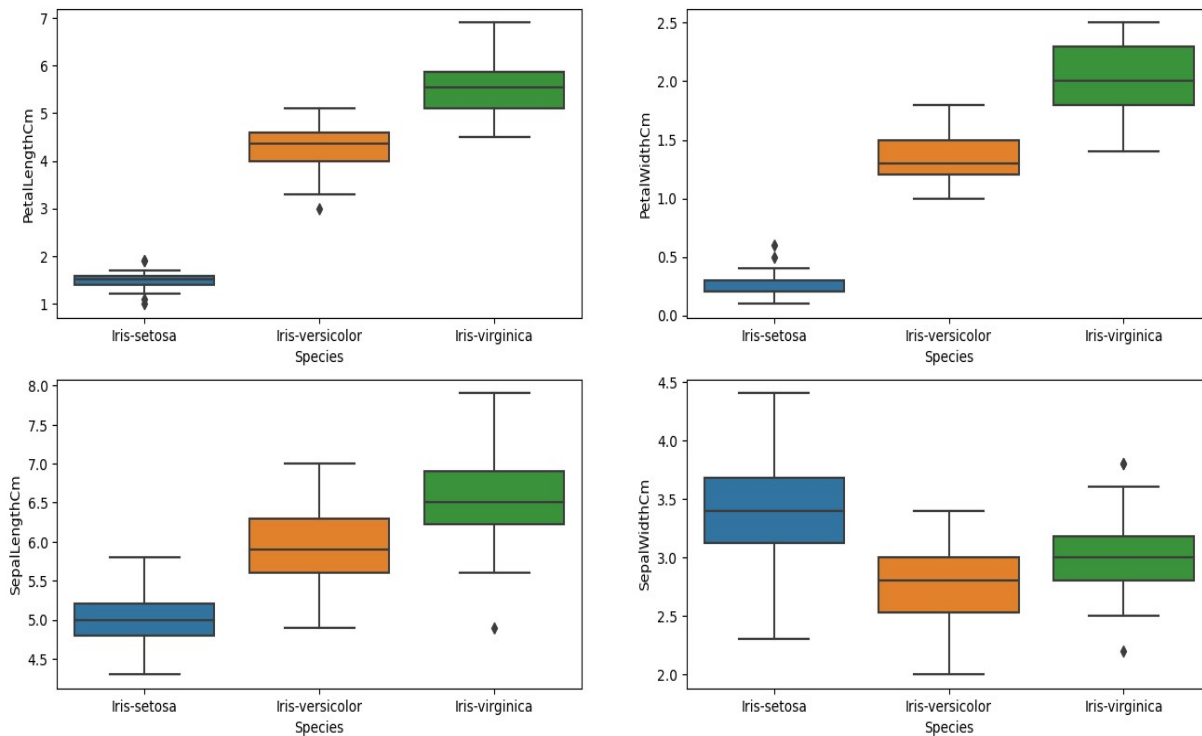 PetalLengthCm
7
6
5
4
3
2
1
Iris-setosa Iris-versicolor Iris-virginica
Species
PetalWidthCm
2.5
2.0
1.5
1.0
0.5
0.0
Iris-setosa Iris-versicolor Iris-virginica
Species
SepalLengthCm
8.0
7.5
7.0
6.5
6.0
5.5
5.0
4.5
Iris-setosa Iris-versicolor Iris-virginica
Species
SepalWidthCm
4.5
4.0
3.5
3.0
2.5
2.0
Iris-setosa Iris-versicolor Iris-virginica
Species